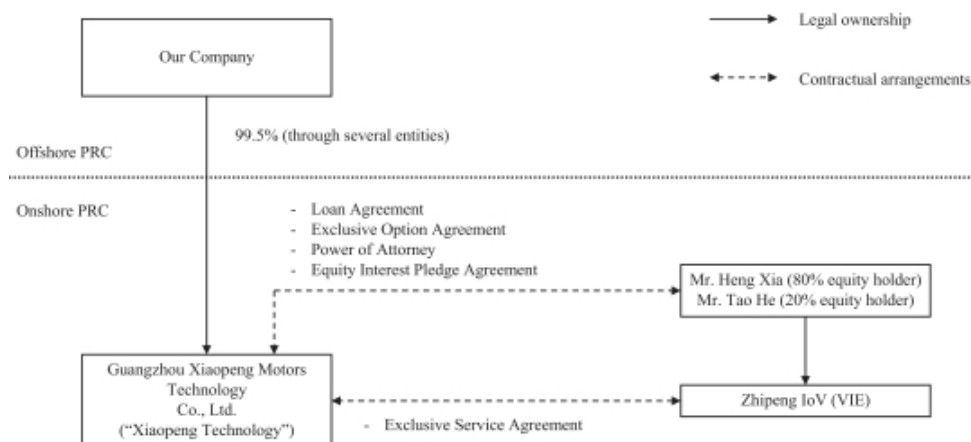 Legal ownership
Our Company
Contractual arrangements
99.5% (through several entities)
Offshore PRC
Onshore PRC
- Loan Agreement
- Exclusive Option Agreement
- Power of Attorney
- Equity Interest Pledge Agreement
Mr. Heng Xia (80% equity holder)
Mr. Tao He (20% equity holder)
Guangzhou Xiaopeng Motors
Technology
Co., Ltd.
(“Xiaopeng Technology”)
Zhipeng IoV (VIE)
- Exclusive Service Agreement